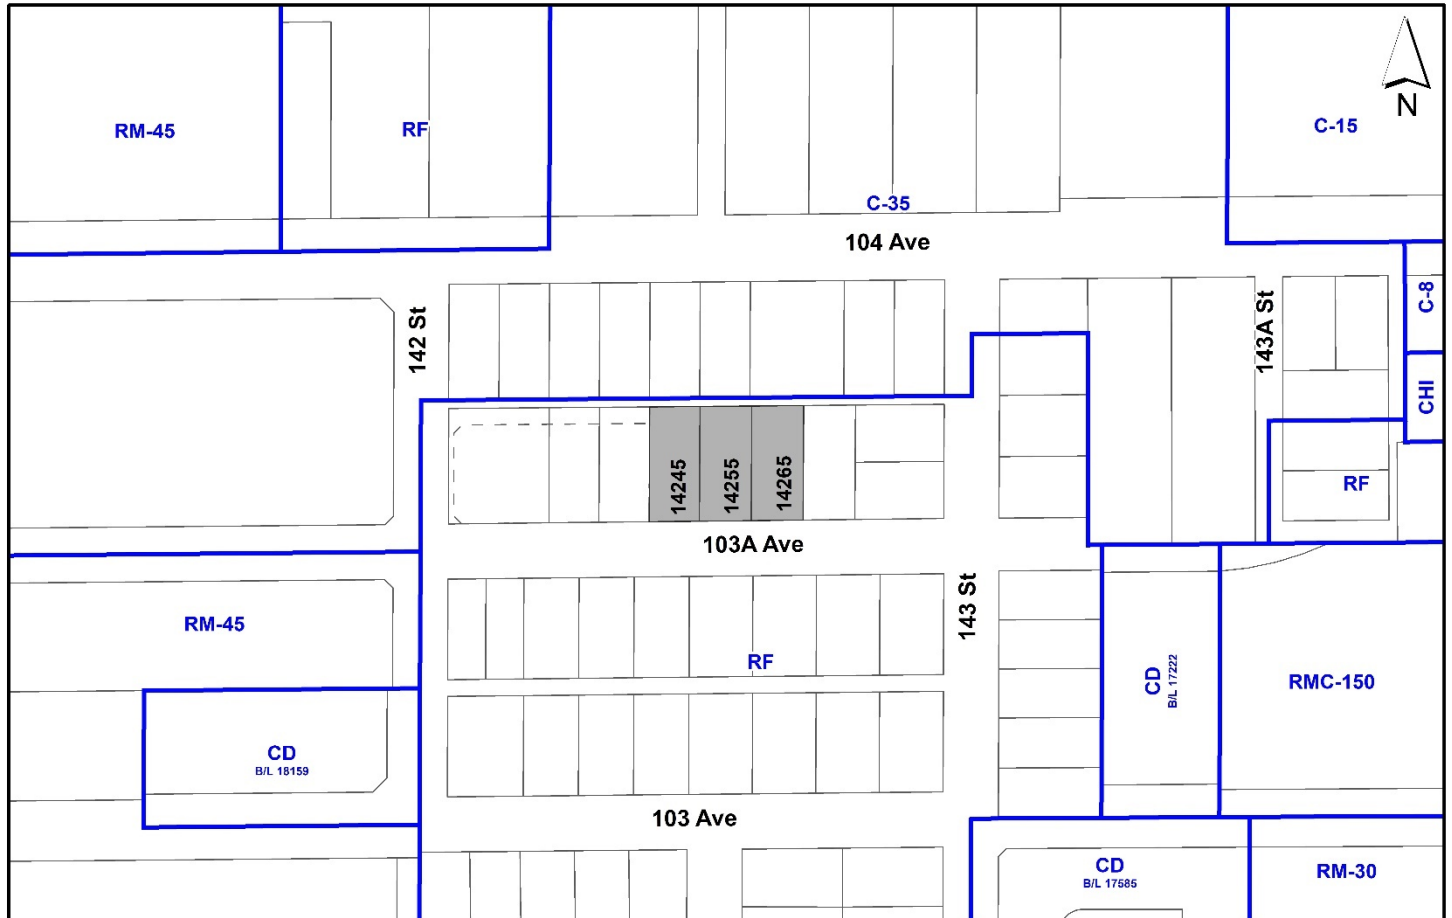 RM-45
RF
C-15
N
C-35
104 Ave
142 St
143A St
C-8
CHI
14245
14255
14265
RF
103A Ave
RM-45
143 St
RF
CD
B/L 17222
RMC-150
CD
B/L 18159
103 Ave
CD
B/L 17585
RM-30